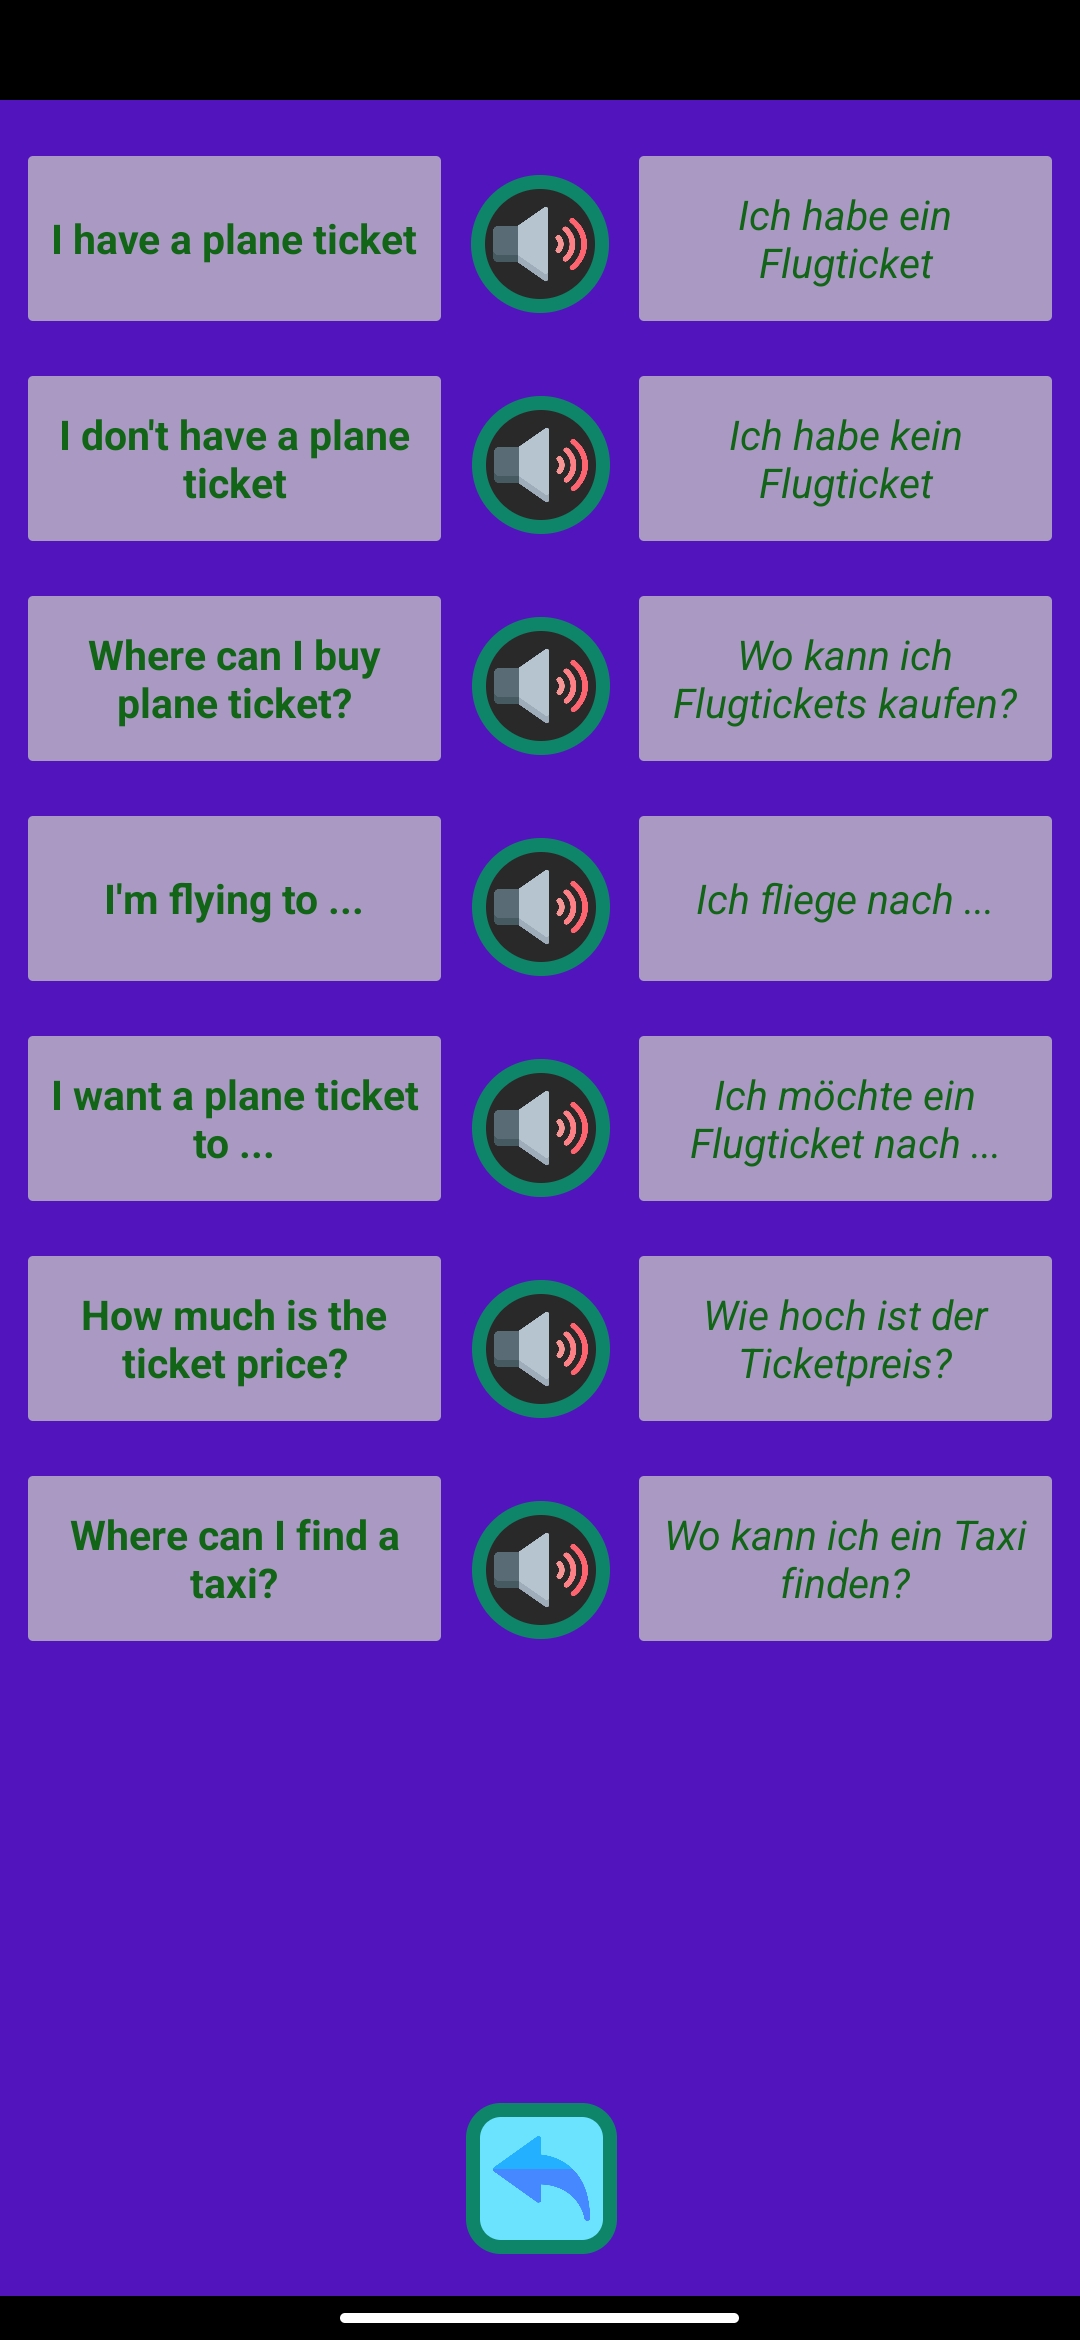 I have a plane ticket
Ich habe ein
Flugticket
I don't have a plane
ticket
Ich habe kein
Flugticket
Where can I buy
plane ticket?
Wo kann ich
Flugtickets kaufen?
I'm flying to ...
Ich fliege nach ...
I want a plane ticket
to ...
Ich möchte ein
Flugticket nach ...
How much is the
ticket price?
Wie hoch ist der
Ticketpreis?
Where can I find a
taxi?
Wo kann ich ein Taxi
finden?